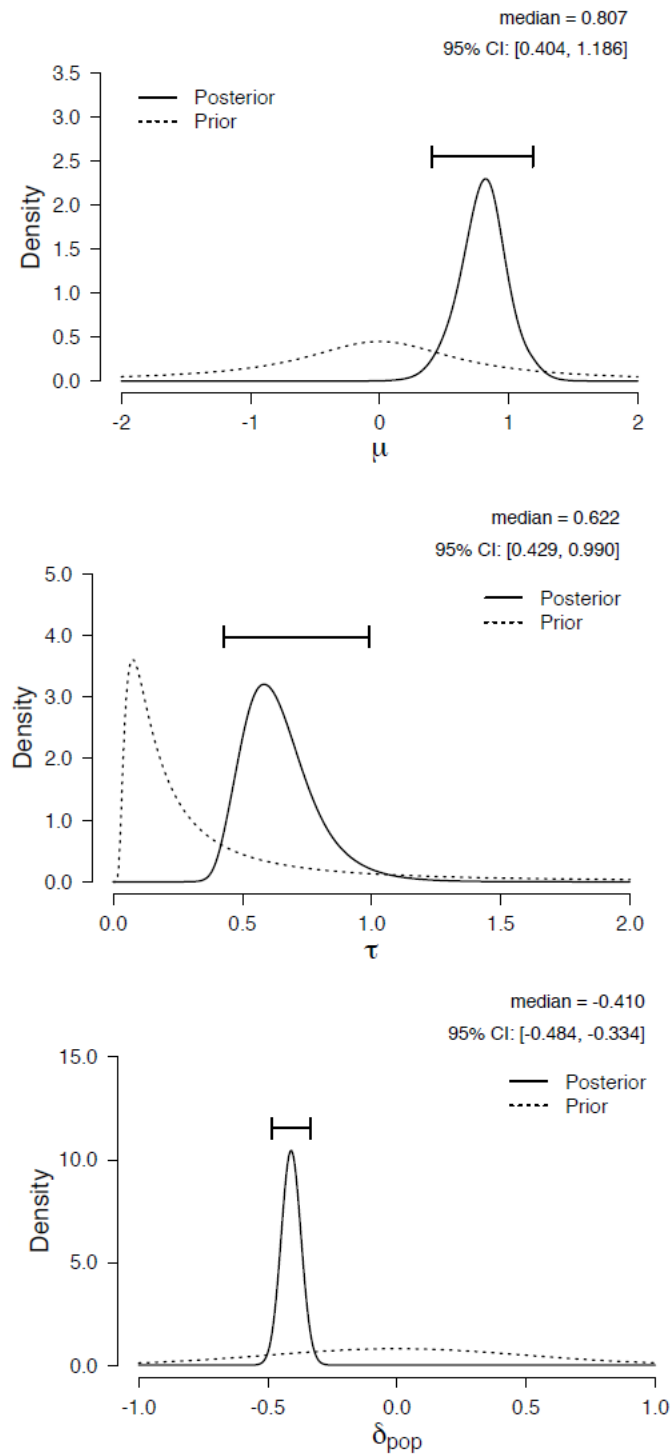 median = 0.807
95% CI: [0.404, 1.186]
3.5
3.0
2.5
2.0
1.5
1.0
0.5
0.0
Density
Posterior
Prior
-2 -1 0 1 2
μ
median = 0.622
95% CI: [0.429, 0.990]
5.0
4.0
3.0
2.0
1.0
0.0
Density
Posterior
Prior
0.0 0.5 1.0 1.5 2.0
τ
median = -0.410
95% CI: [-0.484, -0.334]
15.0
10.0
5.0
0.0
Density
Posterior
Prior
-1.0 -0.5 0.0 0.5 1.0
δpop